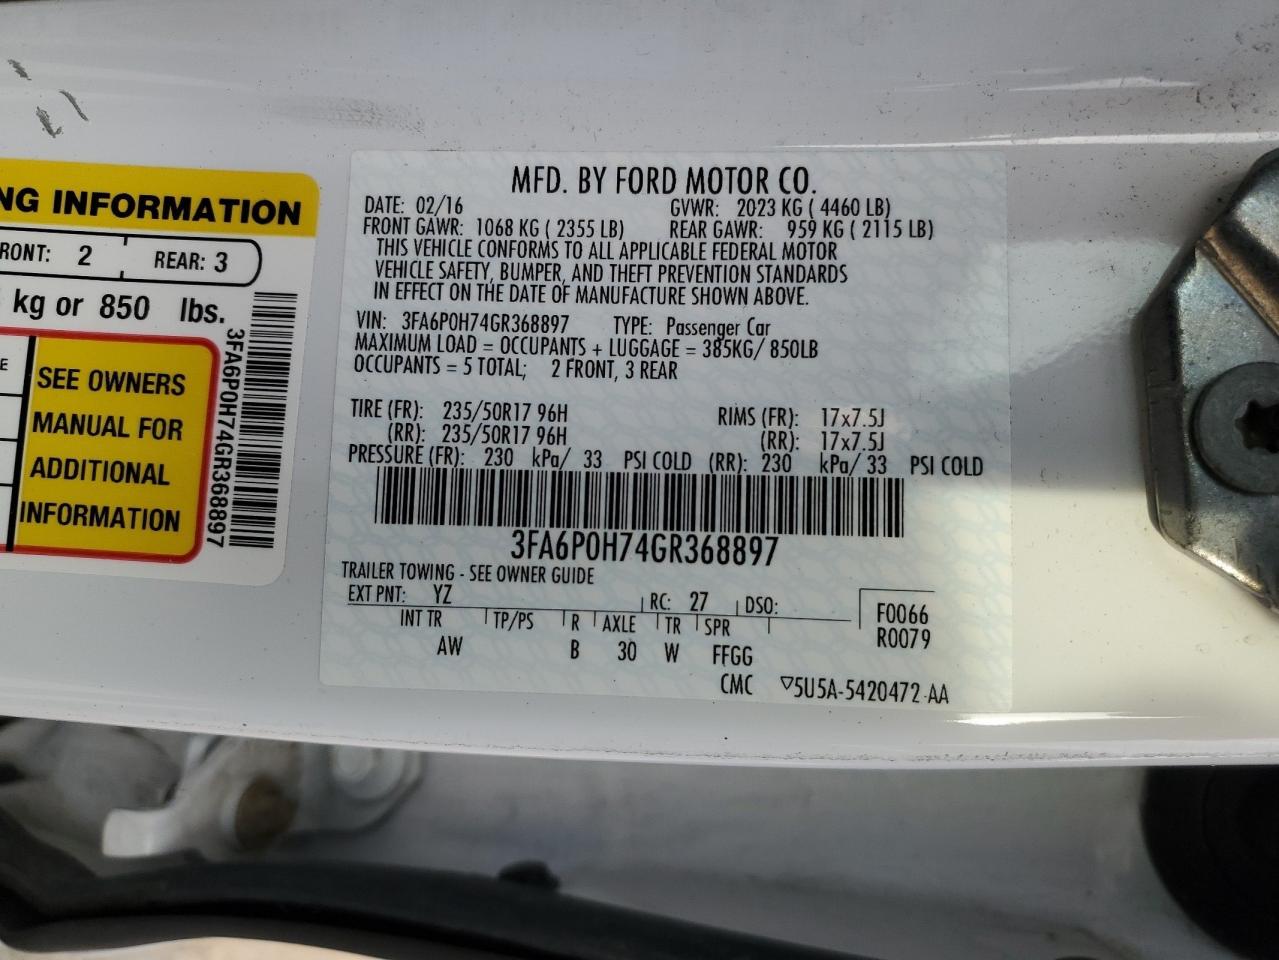 NG INFORMATION
FRONT: 2 REAR: 3
kg or 850 lbs.
SEE OWNERS
MANUAL FOR
ADDITIONAL
INFORMATION
3FA6P0H74GR368897
MFD. BY FORD MOTOR CO.
DATE: 02/16 GVWR: 2023 KG ( 4460 LB)
FRONT GAWR: 1068 KG ( 2355 LB) REAR GAWR: 959 KG ( 2115 LB)
THIS VEHICLE CONFORMS TO ALL APPLICABLE FEDERAL MOTOR
VEHICLE SAFETY, BUMPER, AND THEFT PREVENTION STANDARDS
IN EFFECT ON THE DATE OF MANUFACTURE SHOWN ABOVE.
VIN: 3FA6P0H74GR368897 TYPE: Passenger Car
MAXIMUM LOAD = OCCUPANTS + LUGGAGE = 385KG/ 850LB
OCCUPANTS = 5 TOTAL; 2 FRONT, 3 REAR
TIRE (FR): 235/50R17 96H RIMS (FR): 17x7.5J
(RR): 235/50R17 96H (RR): 17x7.5J
PRESSURE (FR): 230 kPa/ 33 PSI COLD (RR): 230 kPa/ 33 PSI COLD
3FA6P0H74GR368897
TRAILER TOWING - SEE OWNER GUIDE
EXT PNT: YZ RC: 27 DSO: F0066
INT TR TP/PS R AXLE TR SPR R0079
AW B 30 W FFGG
CMC ▽5U5A-5420472-AA